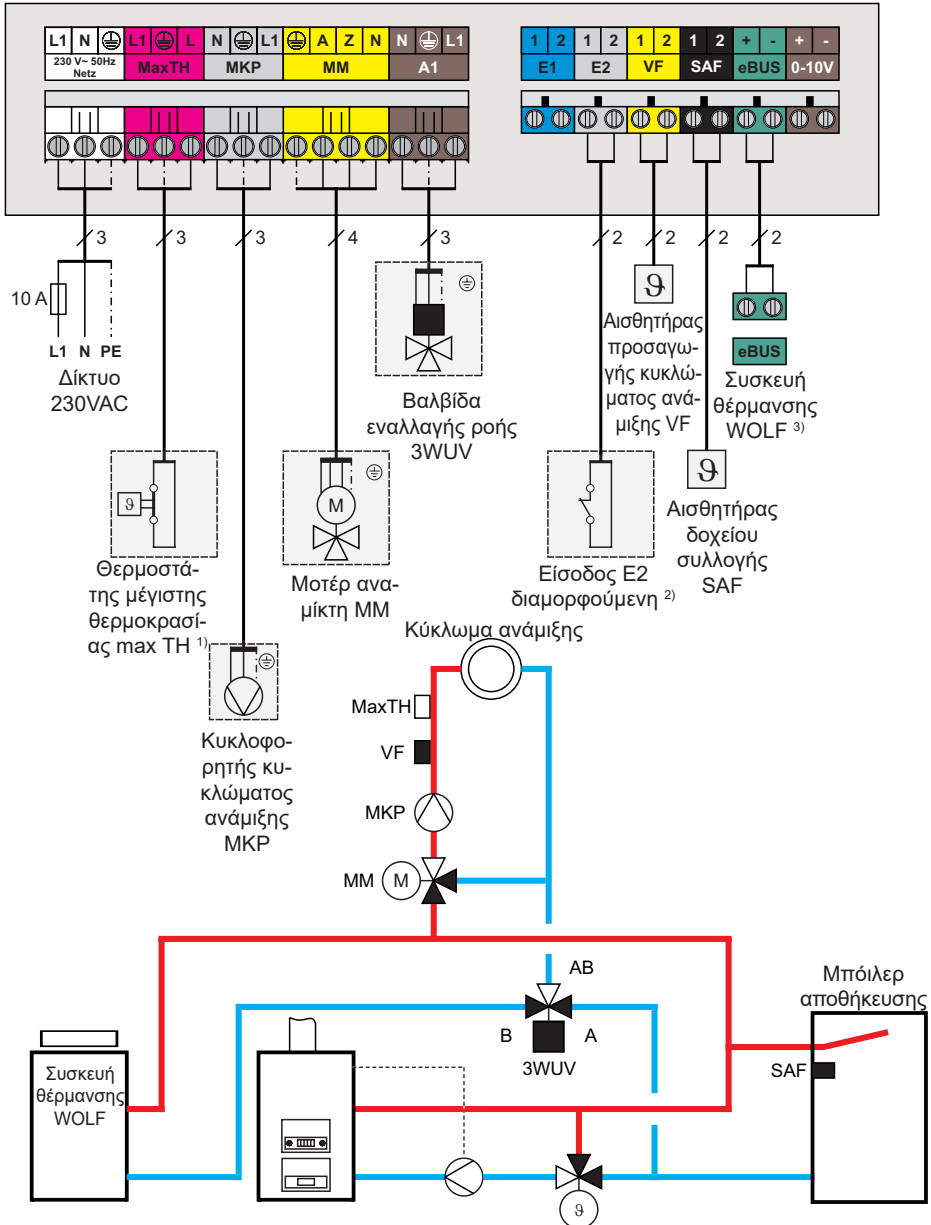 L1 N L1 L N L1 A Z N N L1
230 V~ 50Hz
Netz
MaxTH MKP MM A1
1 2 1 2 1 2 1 2 + - + -
E1 E2 VF SAF eBUS 0-10V
3 3 3 4 3 2 2 2 2
10 A
L1 N PE
Δίκτυο
230VAC
Βαλβίδα
εναλλαγής ροής
3WUV
ϑ
Αισθητήρας
προσαγω-
γής κυκλώ-
ματος ανά-
μιξης VF
eBUS
Συσκευή
θέρμανσης
WOLF 3)
ϑ
Θερμοστά-
της μέγιστης
θερμοκρασί-
ας max TH 1)
M
Μοτέρ ανα-
μίκτη MM
Είσοδος E2
διαμορφούμενη 2)
ϑ
Αισθητήρας
δοχείου
συλλογής
SAF
Κυκλοφο-
ρητής κυ-
κλώματος
ανάμιξης
MKP
Κύκλωμα ανάμιξης
MaxTH
VF
MKP
MM M
AB
B A
3WUV
Μπόιλερ
αποθήκευσης
SAF
Συσκευή
θέρμανσης
WOLF
ϑ